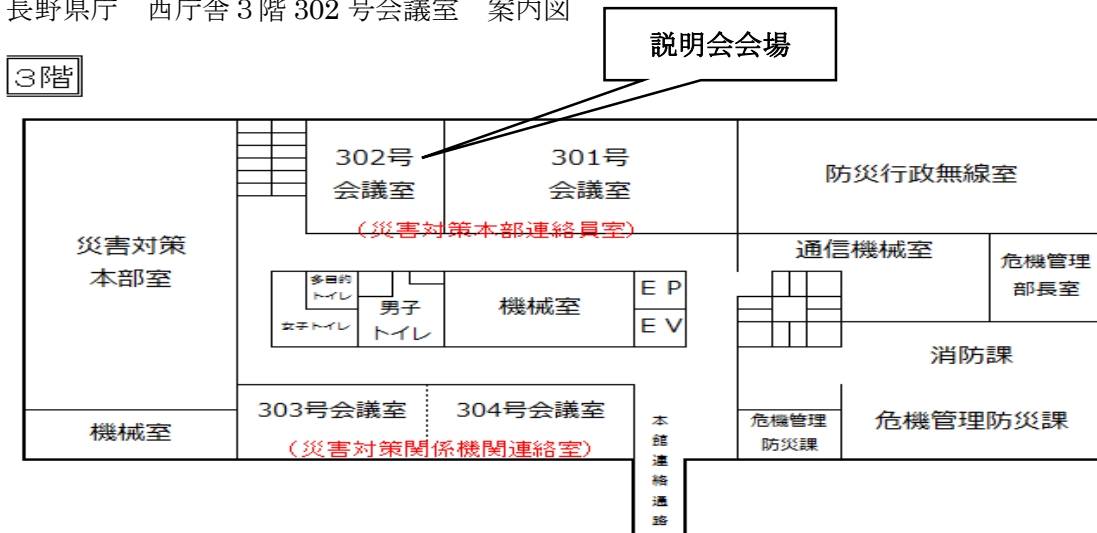 長野県庁　西庁舎３階 302 号会議室　案内図
説明会会場
３階
302号
会議室
301号
会議室
防災行政無線室
(災害対策本部連絡員室)
災害対策
本部室
通信機械室
危機管理
部長室
多目的
トイレ
女子トイレ
男子
トイレ
機械室
ＥＰ
ＥＶ
消防課
303号会議室
304号会議室
(災害対策関係機関連絡室)
機械室
本館連絡通路
危機管理
防災課
危機管理防災課